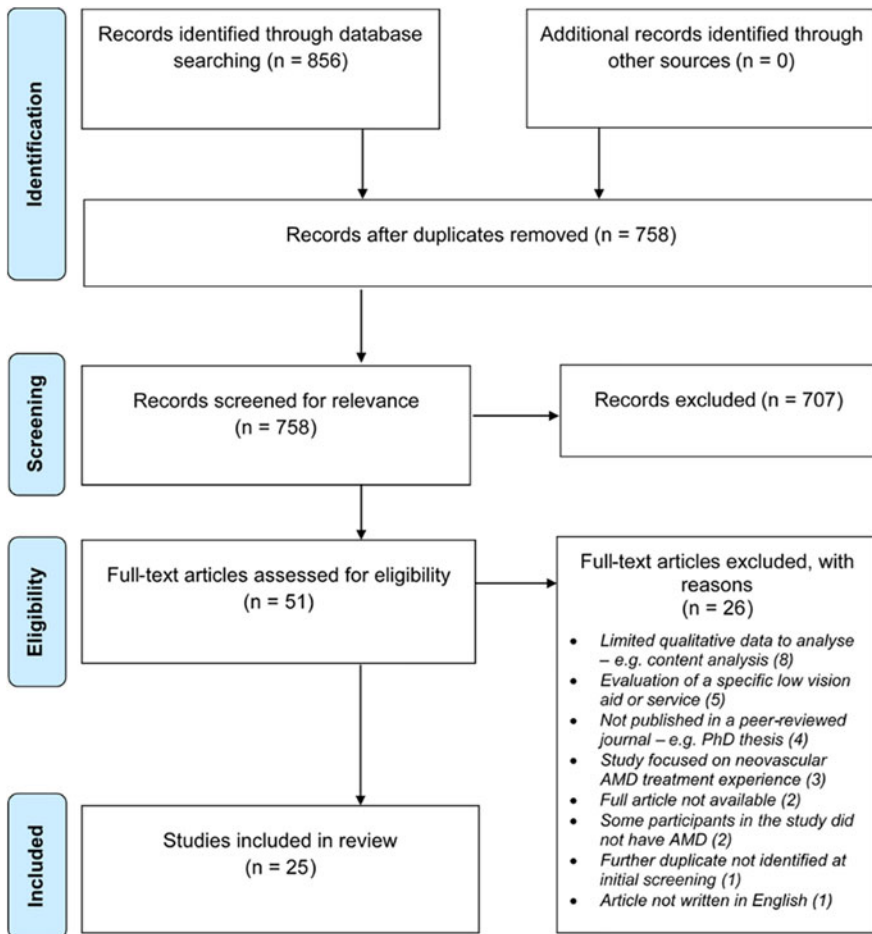 Identification
Records identified through database
searching (n = 856)
Additional records identified through
other sources (n = 0)
Records after duplicates removed (n = 758)
Screening
Records screened for relevance
(n = 758)
Records excluded (n = 707)
Eligibility
Full-text articles assessed for eligibility
(n = 51)
Full-text articles excluded, with
reasons
(n = 26)
• Limited qualitative data to analyse
– e.g. content analysis (8)
• Evaluation of a specific low vision
aid or service (5)
• Not published in a peer-reviewed
journal – e.g. PhD thesis (4)
• Study focused on neovascular
AMD treatment experience (3)
• Full article not available (2)
• Some participants in the study did
not have AMD (2)
• Further duplicate not identified at
initial screening (1)
• Article not written in English (1)
Included
Studies included in review
(n = 25)